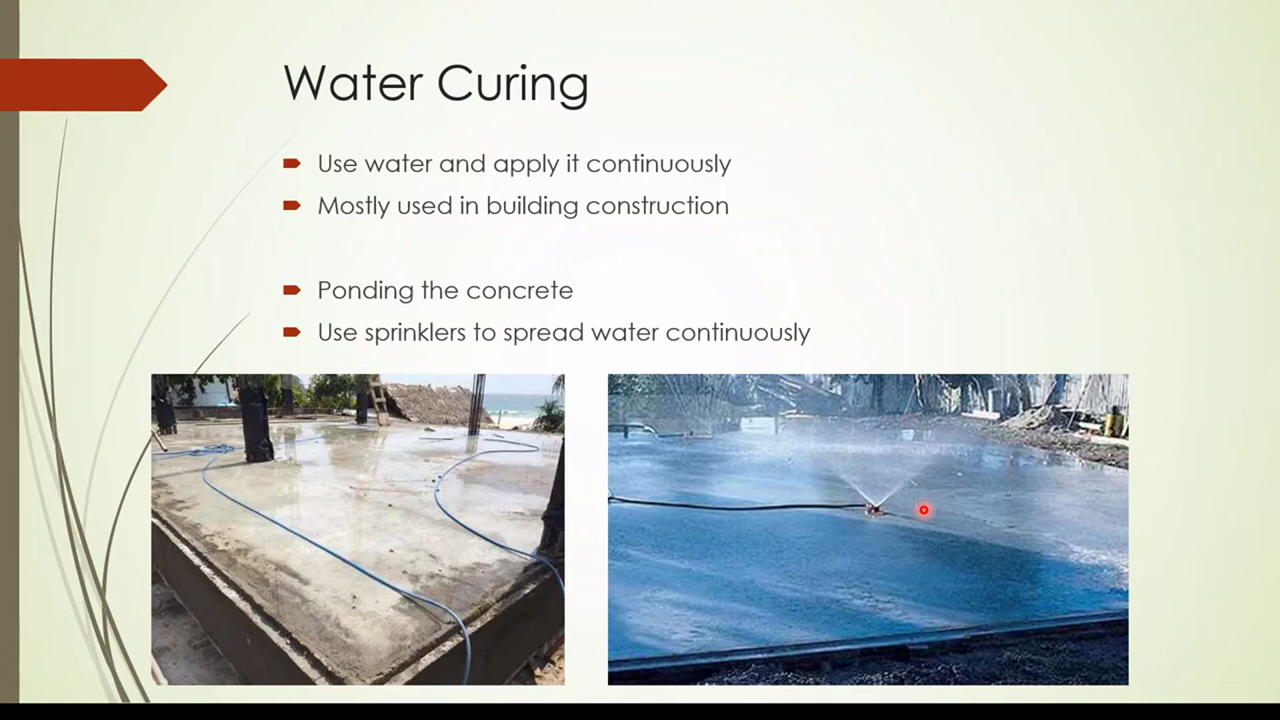 Water Curing
Use water and apply it continuously
Mostly used in building construction
Ponding the concrete
Use sprinklers to spread water continuously